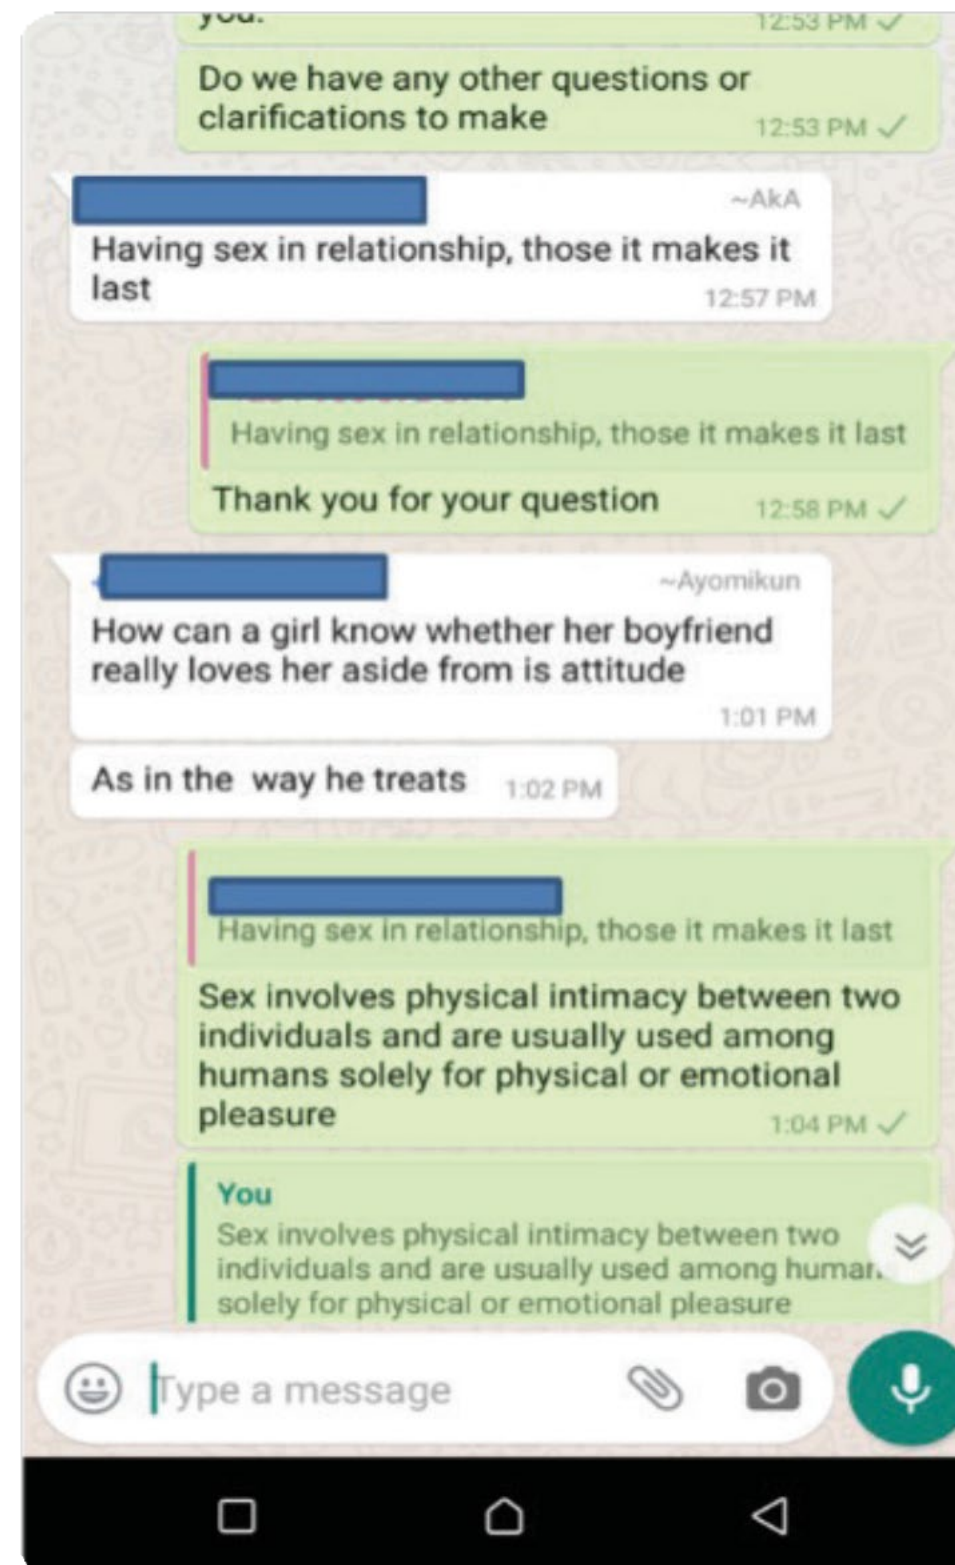 you.
12:53 PM
Do we have any other questions or
clarifications to make
12:53 PM
~AkA
Having sex in relationship, those it makes it
last
12:57 PM
Having sex in relationship, those it makes it last
Thank you for your question
12:58 PM
~Ayomikun
How can a girl know whether her boyfriend
really loves her aside from is attitude
1:01 PM
As in the way he treats
1:02 PM
Having sex in relationship, those it makes it last
Sex involves physical intimacy between two
individuals and are usually used among
humans solely for physical or emotional
pleasure
1:04 PM
You
Sex involves physical intimacy between two
individuals and are usually used among
solely for physical or emotional pleasure
Type a message